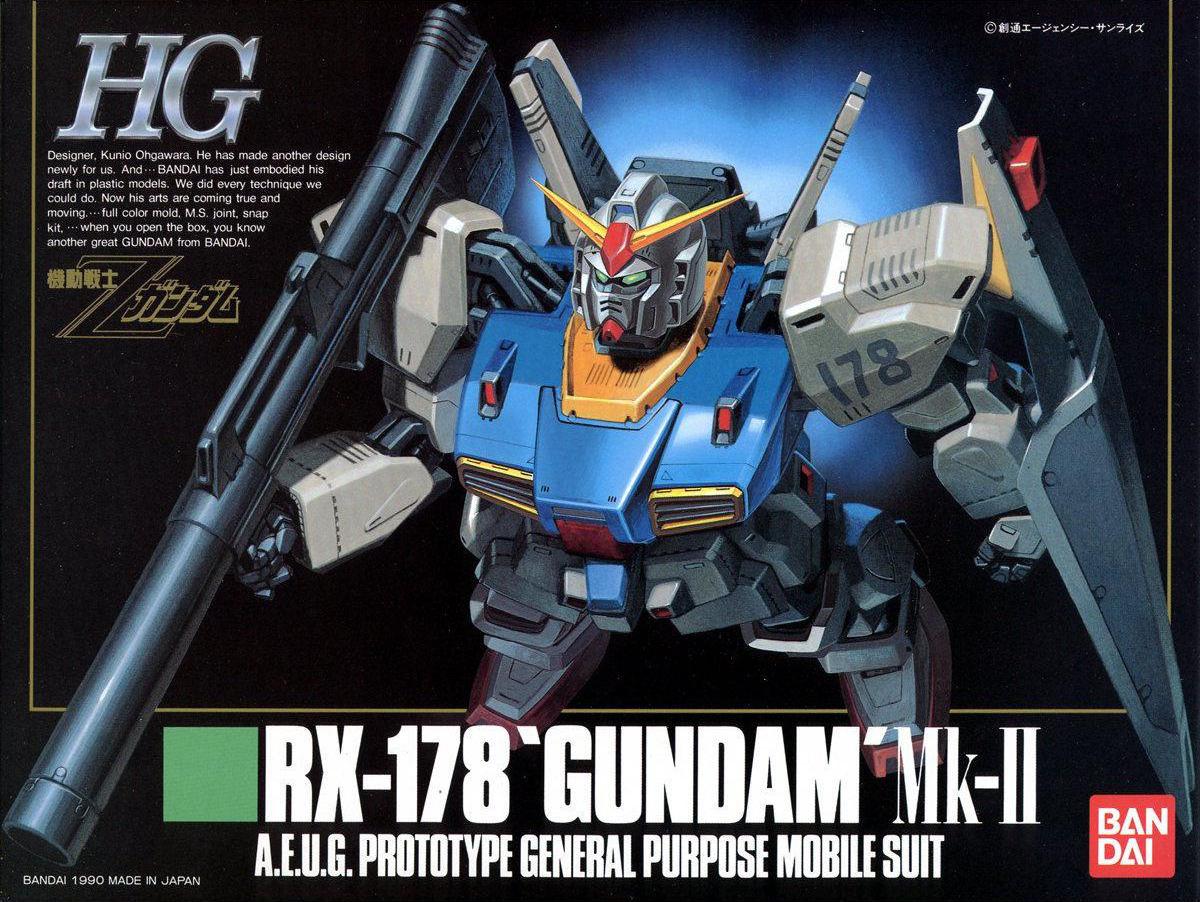 ©創通エージェンシー・サンライズ
HG
Designer, Kunio Ohgawara. He has made another design
newly for us. And…BANDAI has just embodied his
draft in plastic models. We did every technique we
could do. Now his arts are coming true and
moving.…full color mold, M.S. joint, snap
kit, …when you open the box, you know
another great GUNDAM from BANDAI.
機動戦士
Ζガンダム
178
RX-178 ‵GUNDAM′ Mk-II
A.E.U.G. PROTOTYPE GENERAL PURPOSE MOBILE SUIT
BANDAI 1990 MADE IN JAPAN
BAN
DAI